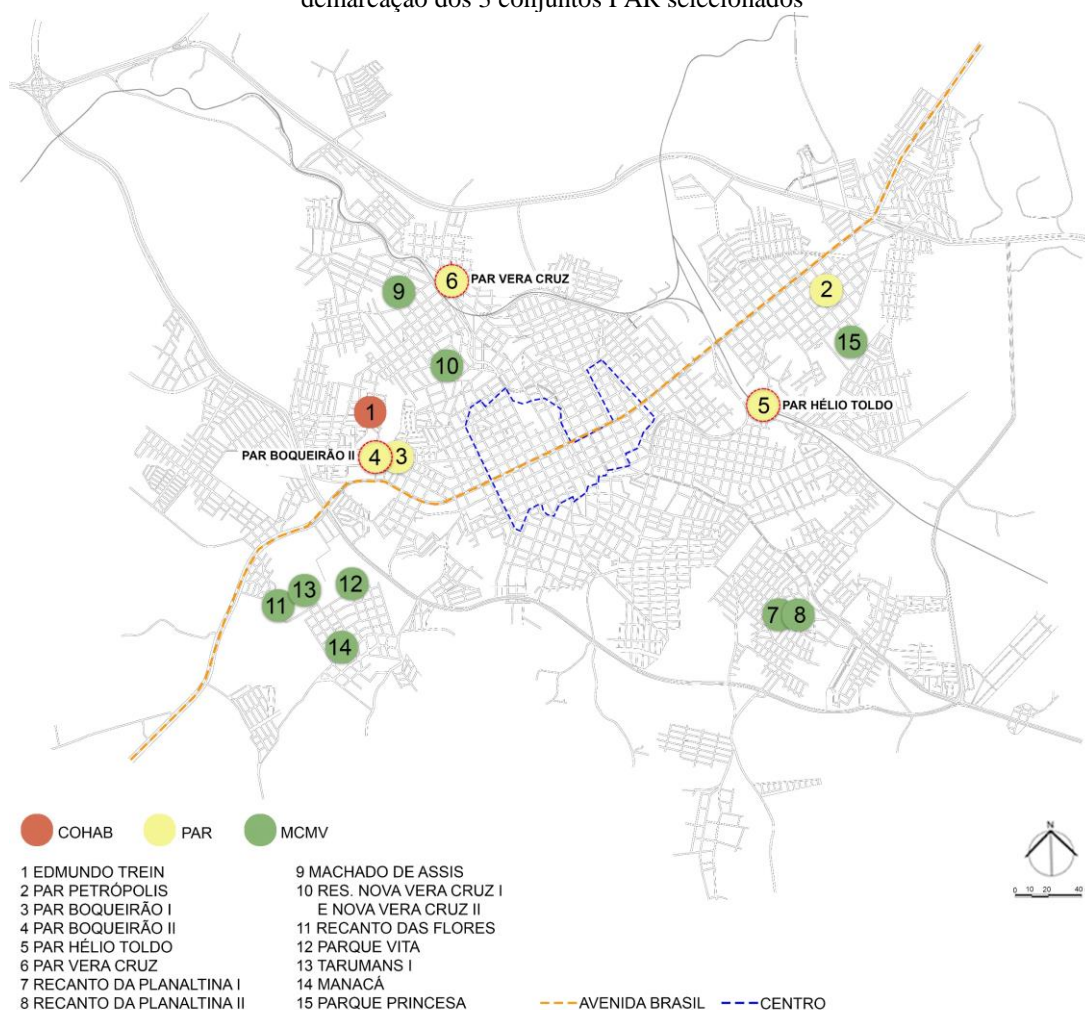 demarcação dos 3 conjuntos PAR selecionados
6 PAR VERA CRUZ
9
2
15
10
1
5 PAR HÉLIO TOLDO
PAR BOQUEIRÃO II 4 3
13
12
11
7 8
14
COHAB PAR MCMV
N
0 10 20 40
1 EDMUNDO TREIN
2 PAR PETRÓPOLIS
3 PAR BOQUEIRÃO I
4 PAR BOQUEIRÃO II
5 PAR HÉLIO TOLDO
6 PAR VERA CRUZ
7 RECANTO DA PLANALTINA I
8 RECANTO DA PLANALTINA II
9 MACHADO DE ASSIS
10 RES. NOVA VERA CRUZ I
E NOVA VERA CRUZ II
11 RECANTO DAS FLORES
12 PARQUE VITA
13 TARUMANS I
14 MANACÁ
15 PARQUE PRINCESA
AVENIDA BRASIL CENTRO